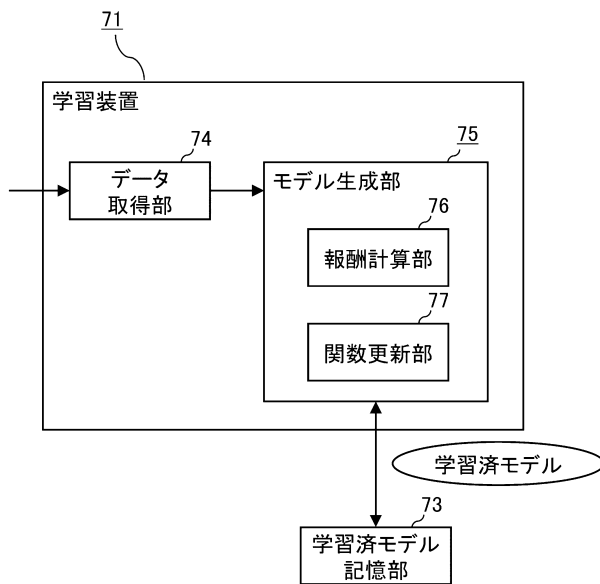 71
学習装置
74
データ
取得部
75
モデル生成部
76
報酬計算部
77
関数更新部
学習済モデル
73
学習済モデル
記憶部